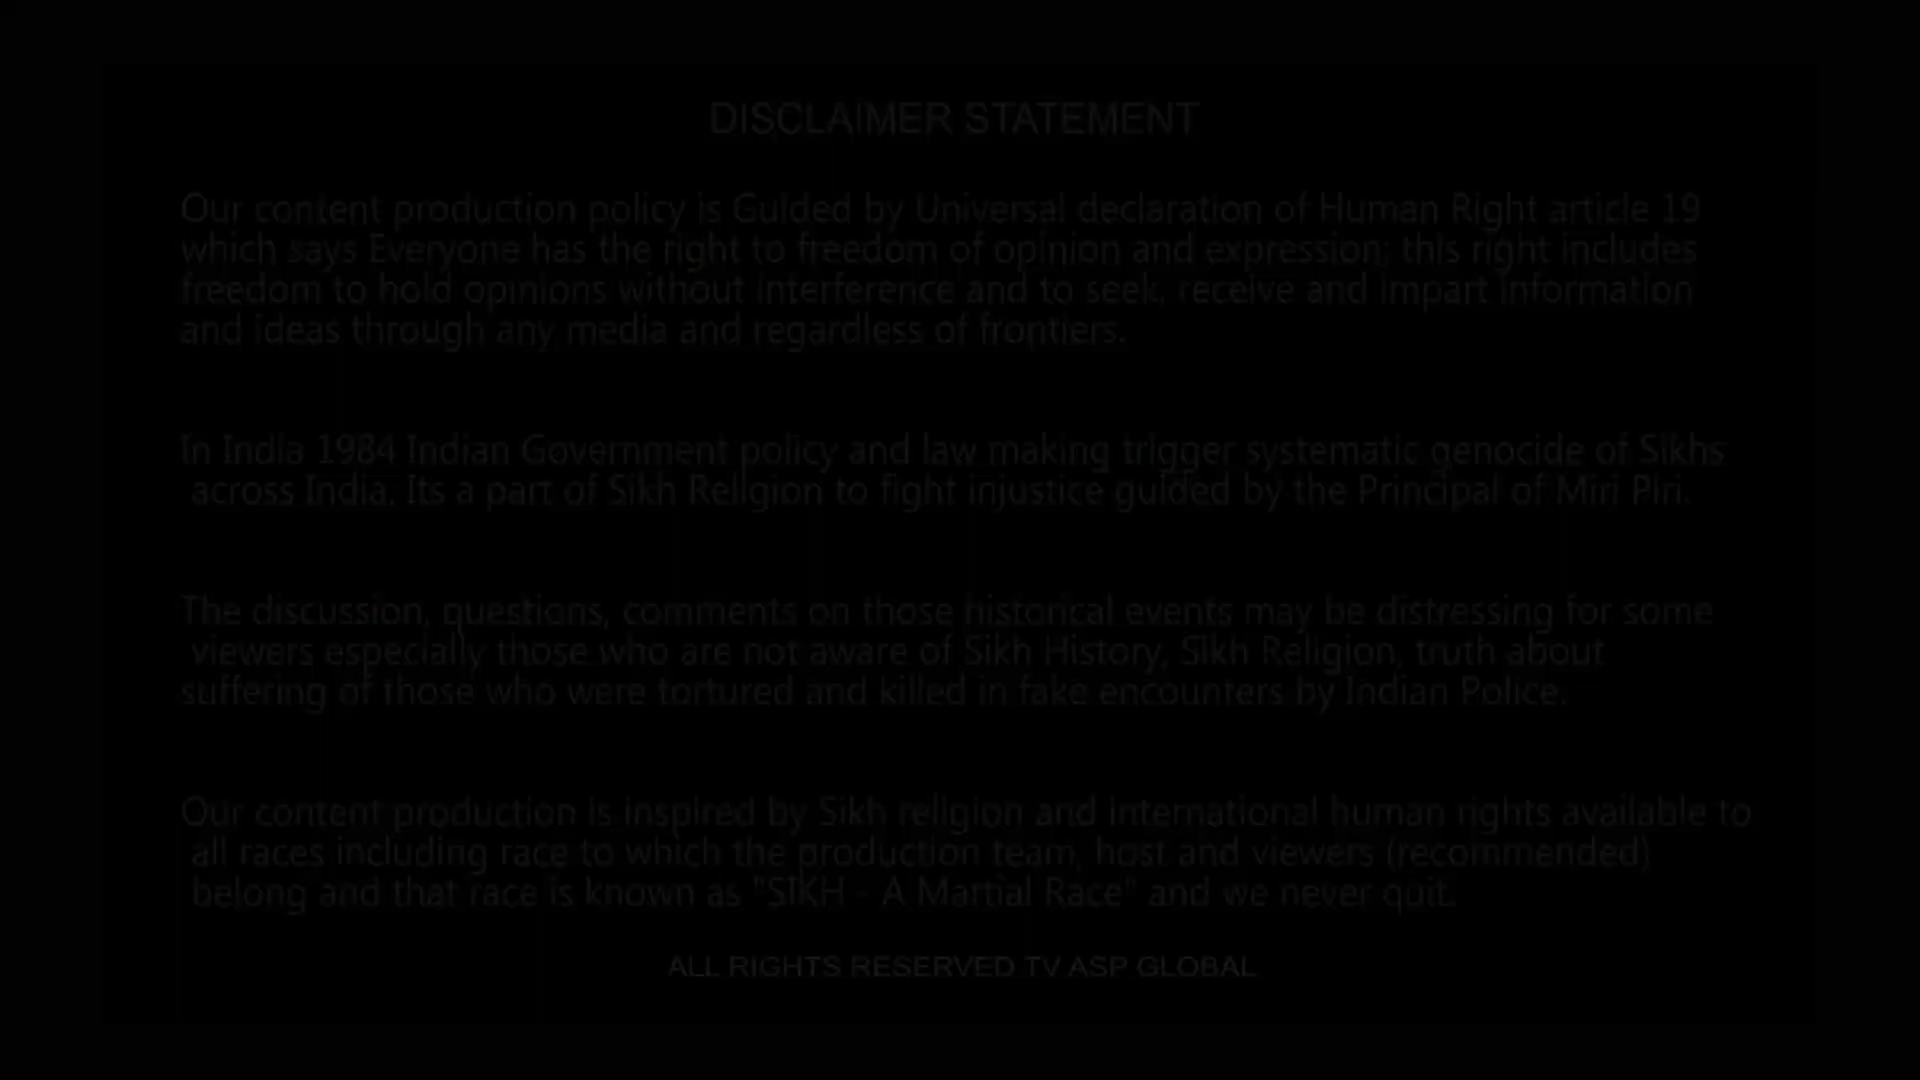 DISCLAIMER STATEMENT
Our content production policy is Guided by Universal declaration of Human Right article 19
which says Everyone has the right to freedom of opinion and expression; this right includes
freedom to hold opinions without interference and to seek, receive and impart information
and ideas through any media and regardless of frontiers.
In India 1984 Indian Government policy and law making trigger systematic genocide of Sikhs
across India. Its a part of Sikh Religion to fight injustice guided by the Principal of Miri Piri.
The discussion, questions, comments on those historical events may be distressing for some
viewers especially those who are not aware of Sikh History, Sikh Religion, truth about
suffering of those who were tortured and killed in fake encounters by Indian Police.
Our content production is inspired by Sikh religion and international human rights available to
all races including race to which the production team, host and viewers (recommended)
belong and that race is known as "SIKH - A Martial Race" and we never quit.
ALL RIGHTS RESERVED TV ASP GLOBAL